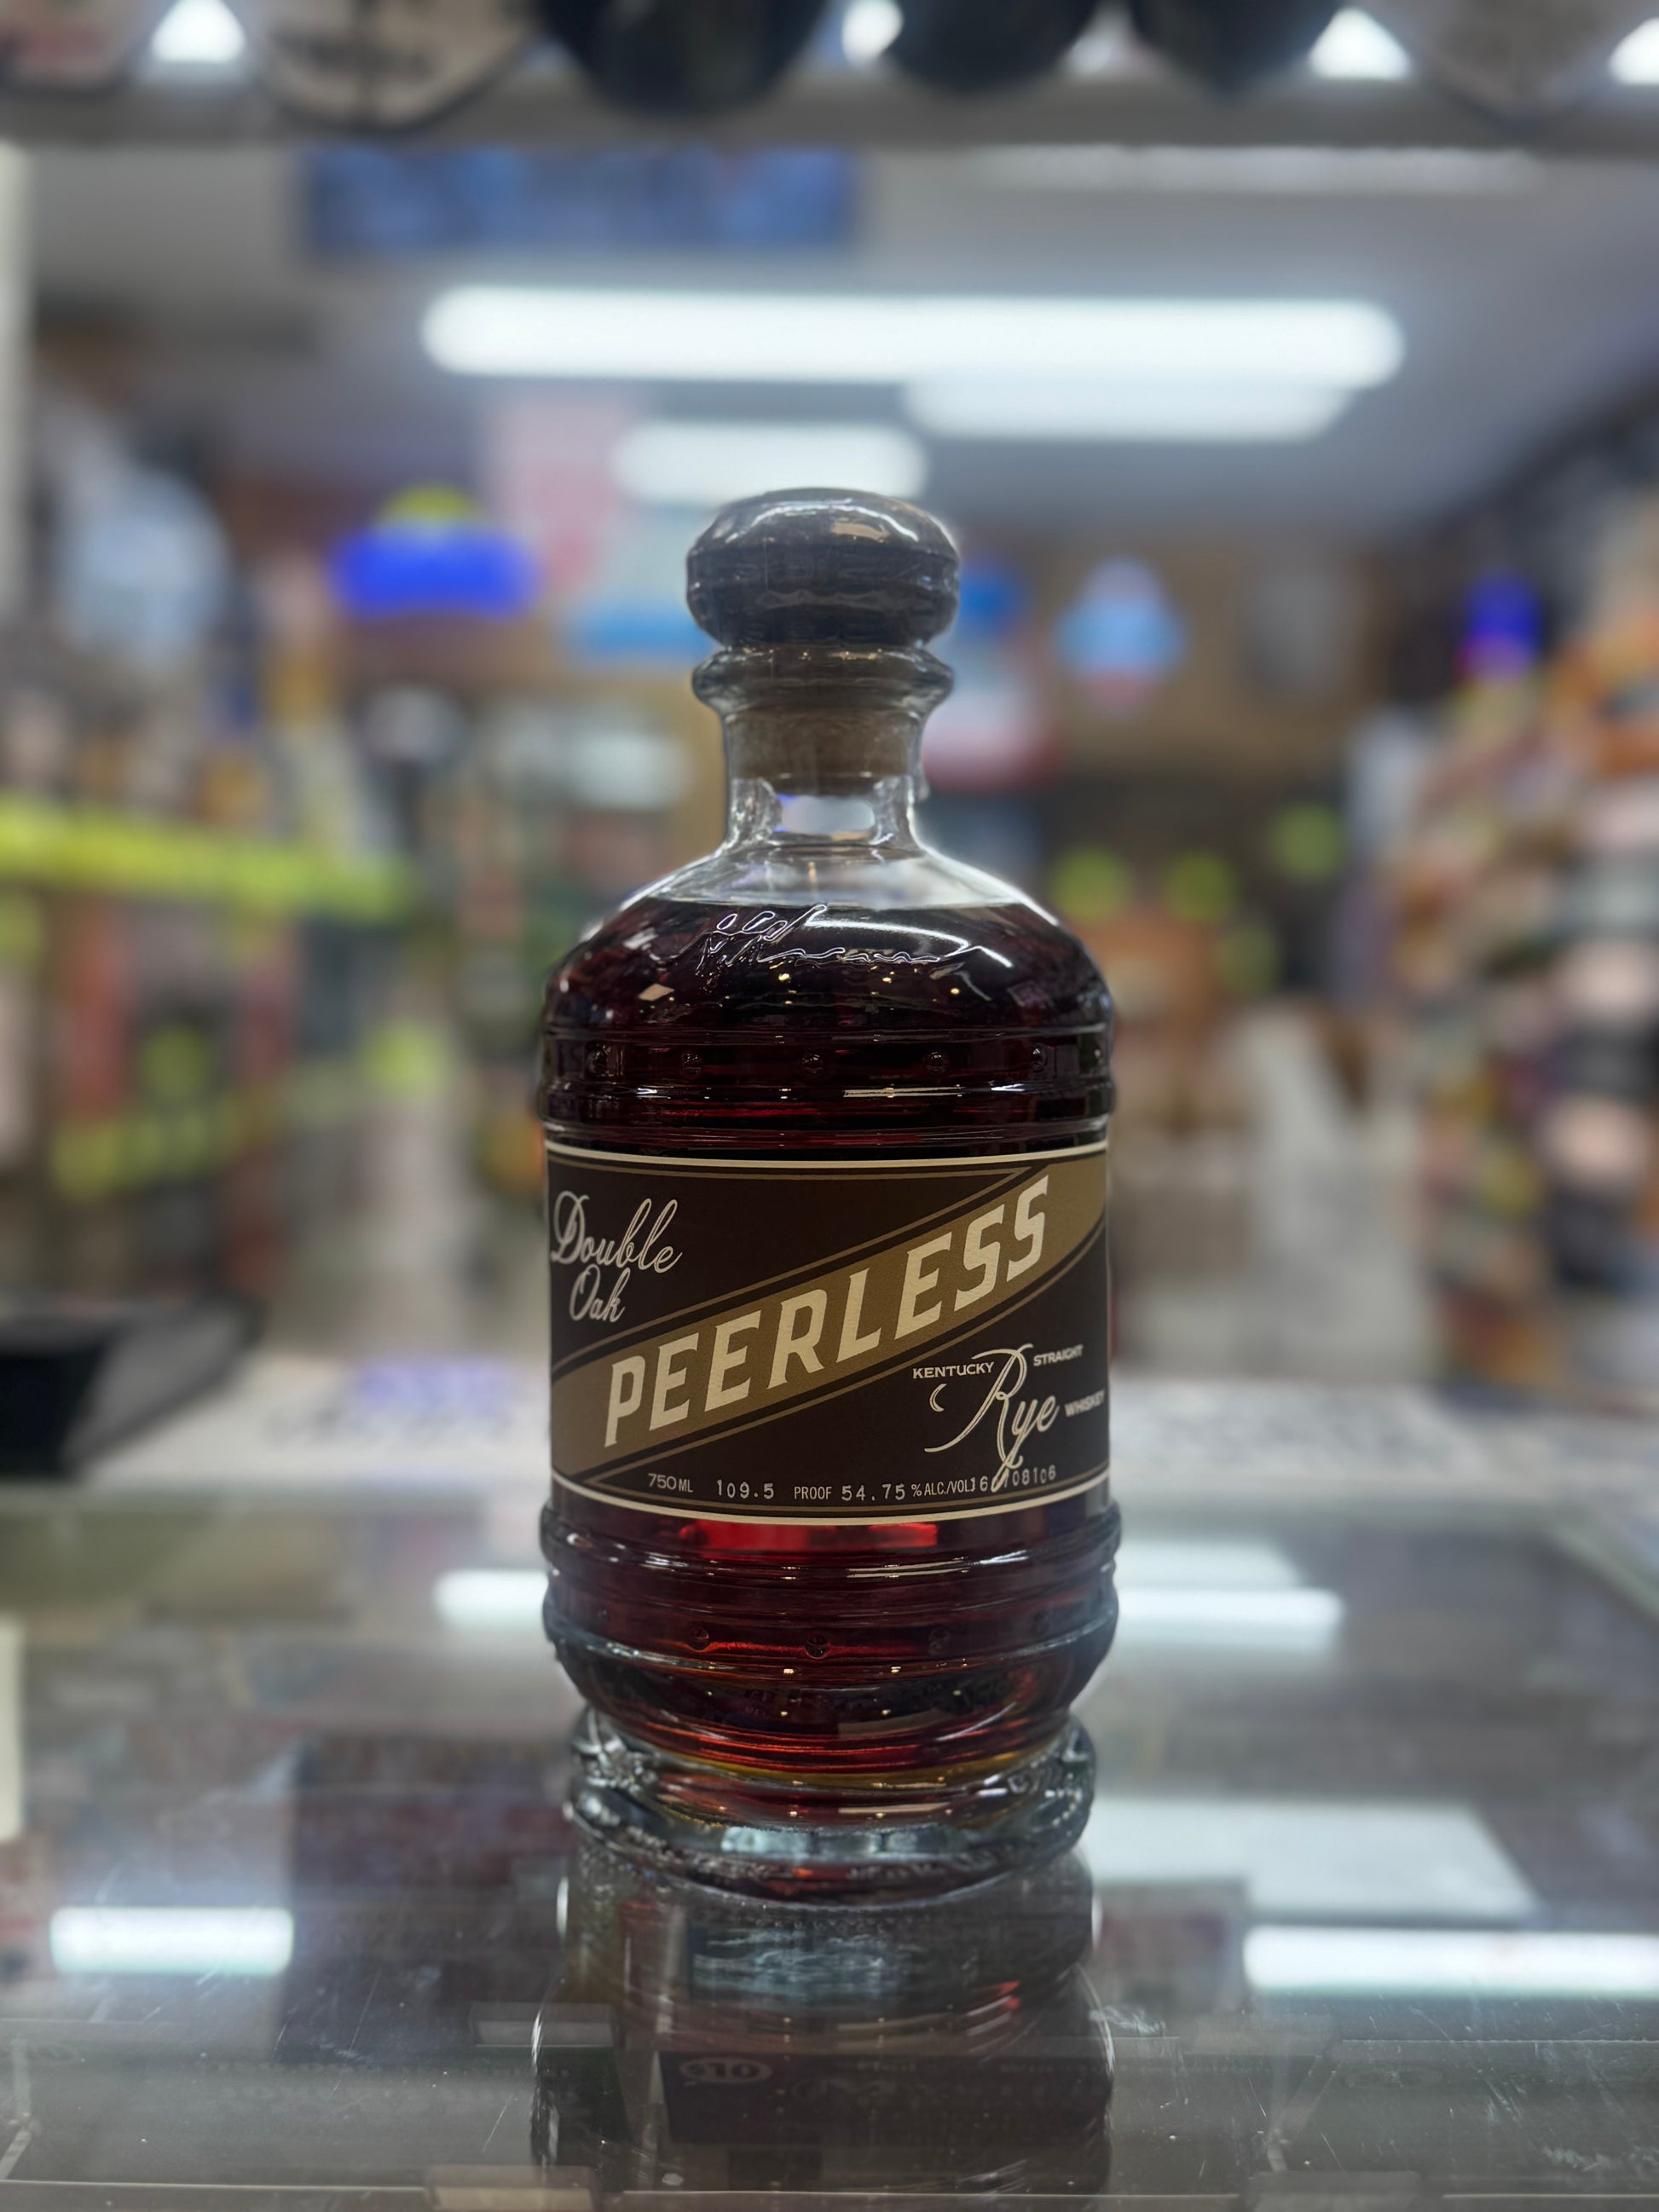 Double
Oak
PEERLESS
KENTUCKY STRAIGHT
Rye WHISKEY
750ML 109.5 PROOF 54.75 % ALC./VOL